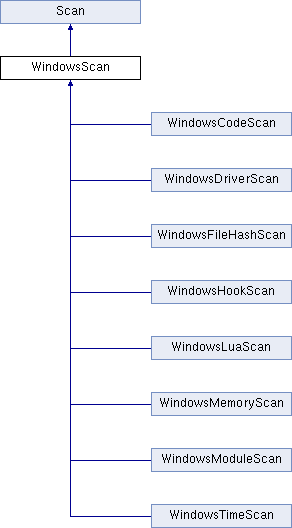 Scan
WindowsScan
WindowsCodeScan
WindowsDriverScan
WindowsFileHashScan
WindowsHookScan
WindowsLuaScan
WindowsMemoryScan
WindowsModuleScan
WindowsTimeScan